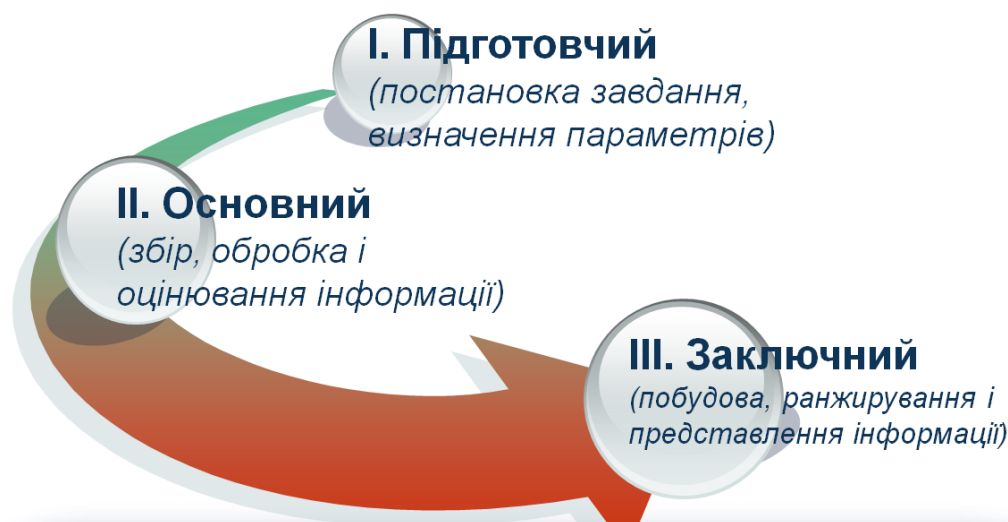 І. Підготовчий
(постановка завдання,
визначення параметрів)
ІІ. Основний
(збір, обробка і
оцінювання інформації)
ІІІ. Заключний
(побудова, ранжирування і
представлення інформації)